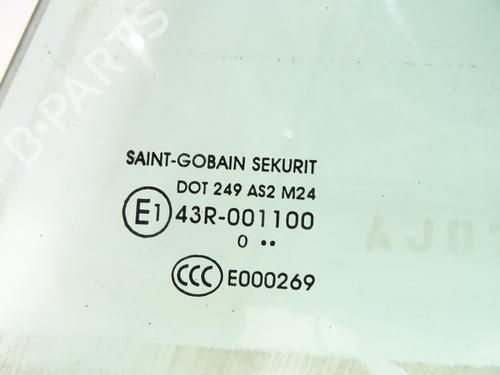 B-PARTS
SAINT-GOBAIN SEKURIT
DOT 249 AS2 M24
E1 43R-001100
0 ••
CCC E000269